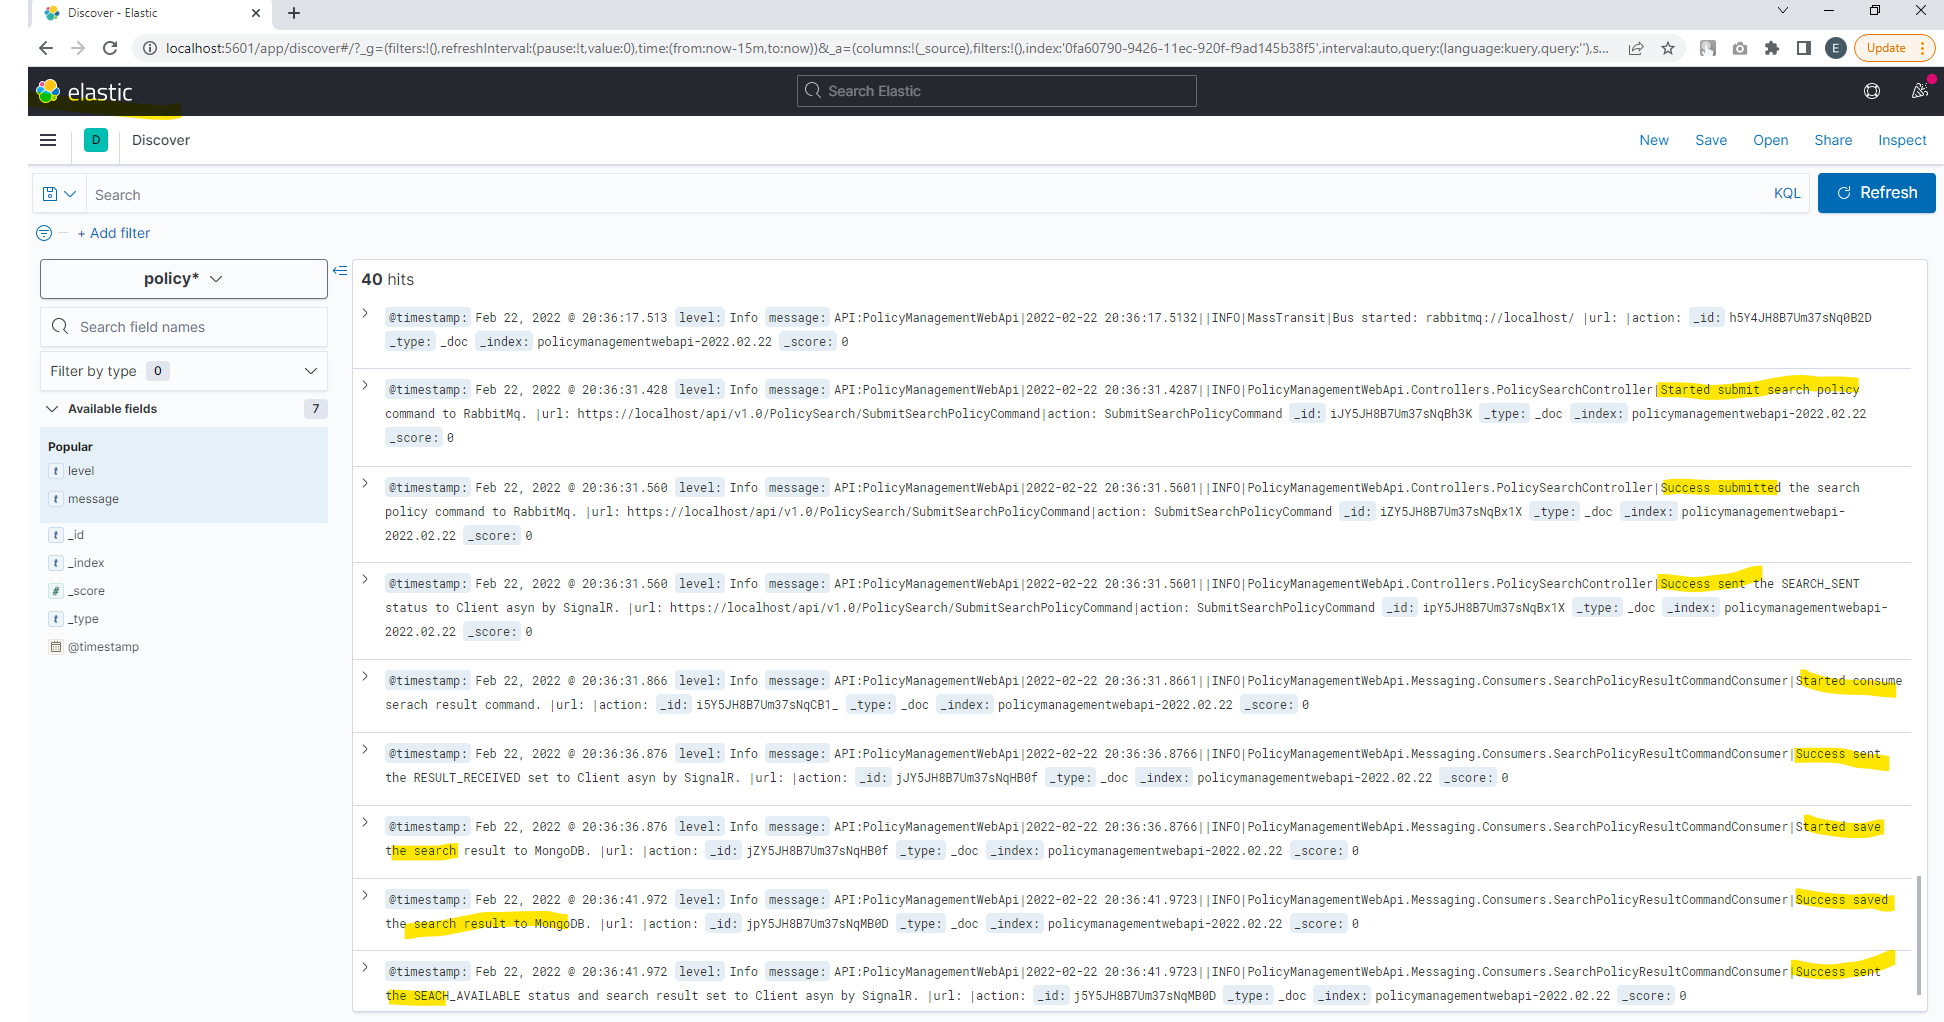 Discover - Elastic
localhost:5601/app/discover#/?_g=(filters:!(),refreshInterval:(pause:!t,value:0),time:(from:now-15m,to:now))&_a=(columns:!(_source),filters:!(),index:'0fa60790-9426-11ec-920f-f9ad145b38f5',interval:auto,query:(language:kuery,query:''),s...
E
Update
elastic
Search Elastic
D
Discover
New
Save
Open
Share
Inspect
Search
KQL
Refresh
+ Add filter
policy*
Search field names
Filter by type 0
Available fields 7
Popular
t level
t message
t _id
t _index
# _score
t _type
@timestamp
40 hits
@timestamp: Feb 22, 2022 @ 20:36:17.513 level: Info message: API:PolicyManagementWebApi|2022-02-22 20:36:17.5132||INFO|MassTransit|Bus started: rabbitmq://localhost/ |url: |action: _id: h5Y4JH8B7Um37sNq0B2D
_type: _doc _index: policymanagementwebapi-2022.02.22 _score: 0
@timestamp: Feb 22, 2022 @ 20:36:31.428 level: Info message: API:PolicyManagementWebApi|2022-02-22 20:36:31.4287||INFO|PolicyManagementWebApi.Controllers.PolicySearchController|Started submit search policy
command to RabbitMq. |url: https://localhost/api/v1.0/PolicySearch/SubmitSearchPolicyCommand|action: SubmitSearchPolicyCommand _id: iJY5JH8B7Um37sNqBh3K _type: _doc _index: policymanagementwebapi-2022.02.22
_score: 0
@timestamp: Feb 22, 2022 @ 20:36:31.560 level: Info message: API:PolicyManagementWebApi|2022-02-22 20:36:31.5601||INFO|PolicyManagementWebApi.Controllers.PolicySearchController|Success submitted the search
policy command to RabbitMq. |url: https://localhost/api/v1.0/PolicySearch/SubmitSearchPolicyCommand|action: SubmitSearchPolicyCommand _id: iZY5JH8B7Um37sNqBx1X _type: _doc _index: policymanagementwebapi-
2022.02.22 _score: 0
@timestamp: Feb 22, 2022 @ 20:36:31.560 level: Info message: API:PolicyManagementWebApi|2022-02-22 20:36:31.5601||INFO|PolicyManagementWebApi.Controllers.PolicySearchController|Success sent the SEARCH_SENT
status to Client asyn by SignalR. |url: https://localhost/api/v1.0/PolicySearch/SubmitSearchPolicyCommand|action: SubmitSearchPolicyCommand _id: ipY5JH8B7Um37sNqBx1X _type: _doc _index: policymanagementwebapi-
2022.02.22 _score: 0
@timestamp: Feb 22, 2022 @ 20:36:31.866 level: Info message: API:PolicyManagementWebApi|2022-02-22 20:36:31.8661||INFO|PolicyManagementWebApi.Messaging.Consumers.SearchPolicyResultCommandConsumer|Started consume
serach result command. |url: |action: _id: i5Y5JH8B7Um37sNqCB1_ _type: _doc _index: policymanagementwebapi-2022.02.22 _score: 0
@timestamp: Feb 22, 2022 @ 20:36:36.876 level: Info message: API:PolicyManagementWebApi|2022-02-22 20:36:36.8766||INFO|PolicyManagementWebApi.Messaging.Consumers.SearchPolicyResultCommandConsumer|Success sent
the RESULT_RECEIVED set to Client asyn by SignalR. |url: |action: _id: jJY5JH8B7Um37sNqHB0f _type: _doc _index: policymanagementwebapi-2022.02.22 _score: 0
@timestamp: Feb 22, 2022 @ 20:36:36.876 level: Info message: API:PolicyManagementWebApi|2022-02-22 20:36:36.8766||INFO|PolicyManagementWebApi.Messaging.Consumers.SearchPolicyResultCommandConsumer|Started save
the search result to MongoDB. |url: |action: _id: jZY5JH8B7Um37sNqHB0f _type: _doc _index: policymanagementwebapi-2022.02.22 _score: 0
@timestamp: Feb 22, 2022 @ 20:36:41.972 level: Info message: API:PolicyManagementWebApi|2022-02-22 20:36:41.9723||INFO|PolicyManagementWebApi.Messaging.Consumers.SearchPolicyResultCommandConsumer|Success saved
the search result to MongoDB. |url: |action: _id: jpY5JH8B7Um37sNqMB0D _type: _doc _index: policymanagementwebapi-2022.02.22 _score: 0
@timestamp: Feb 22, 2022 @ 20:36:41.972 level: Info message: API:PolicyManagementWebApi|2022-02-22 20:36:41.9723||INFO|PolicyManagementWebApi.Messaging.Consumers.SearchPolicyResultCommandConsumer|Success sent
the SEACH_AVAILABLE status and search result set to Client asyn by SignalR. |url: |action: _id: j5Y5JH8B7Um37sNqMB0D _type: _doc _index: policymanagementwebapi-2022.02.22 _score: 0